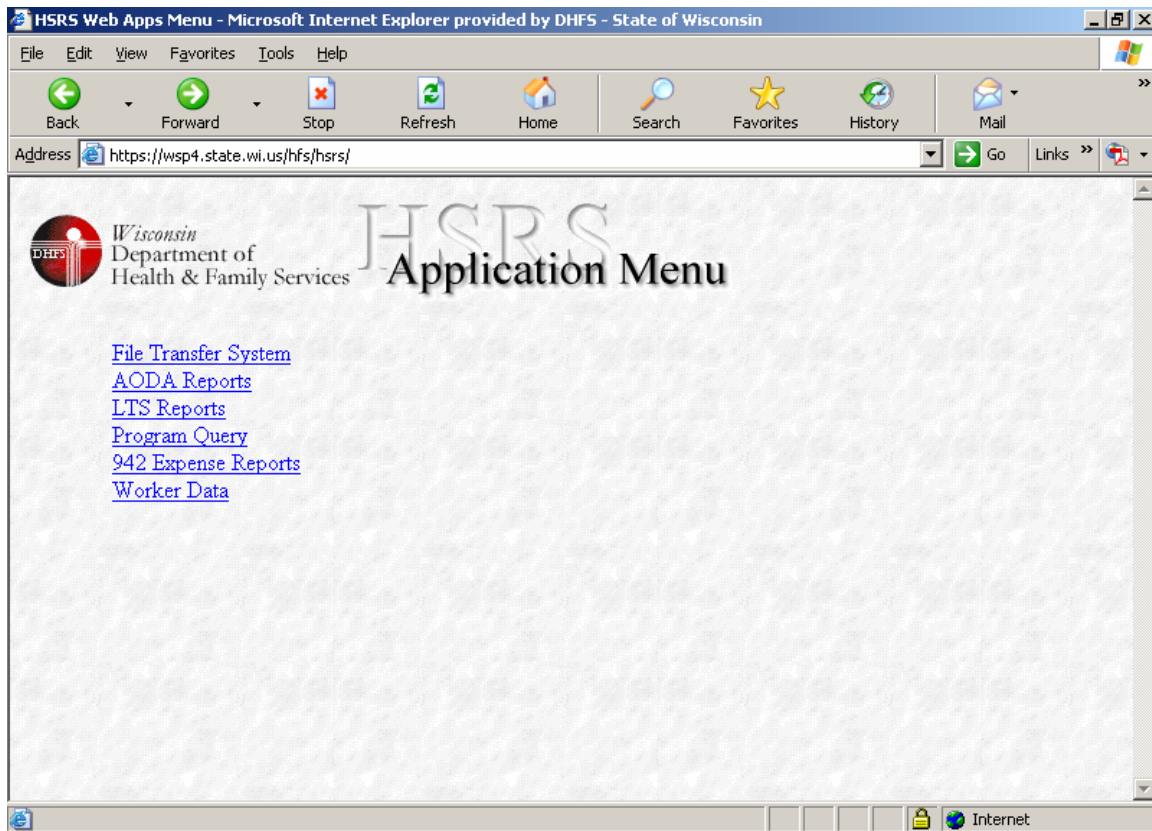 HSRS Web Apps Menu - Microsoft Internet Explorer provided by DHFS - State of Wisconsin
File Edit View Favorites Tools Help
Back Forward Stop Refresh Home Search Favorites History Mail »
Address https://wsp4.state.wi.us/hfs/hsrs/ Go Links »
HSRS
DHFS
Wisconsin
Department of
Health & Family Services
Application Menu
File Transfer System
AODA Reports
LTS Reports
Program Query
942 Expense Reports
Worker Data
Internet